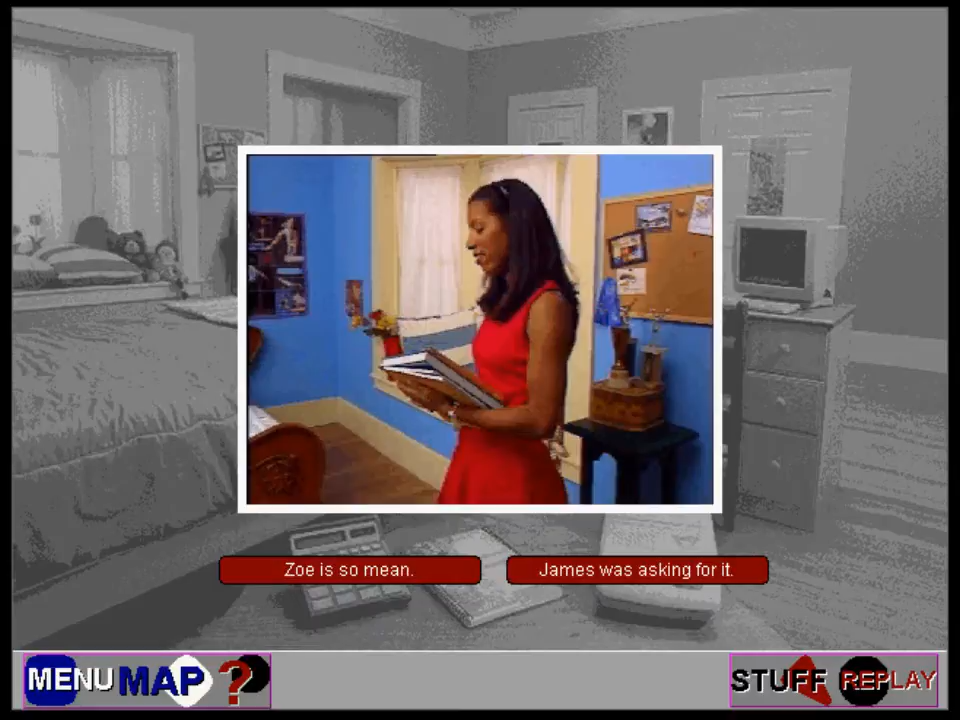 Zoe is so mean.
James was asking for it.
MENU MAP ?
STUFF REPLAY